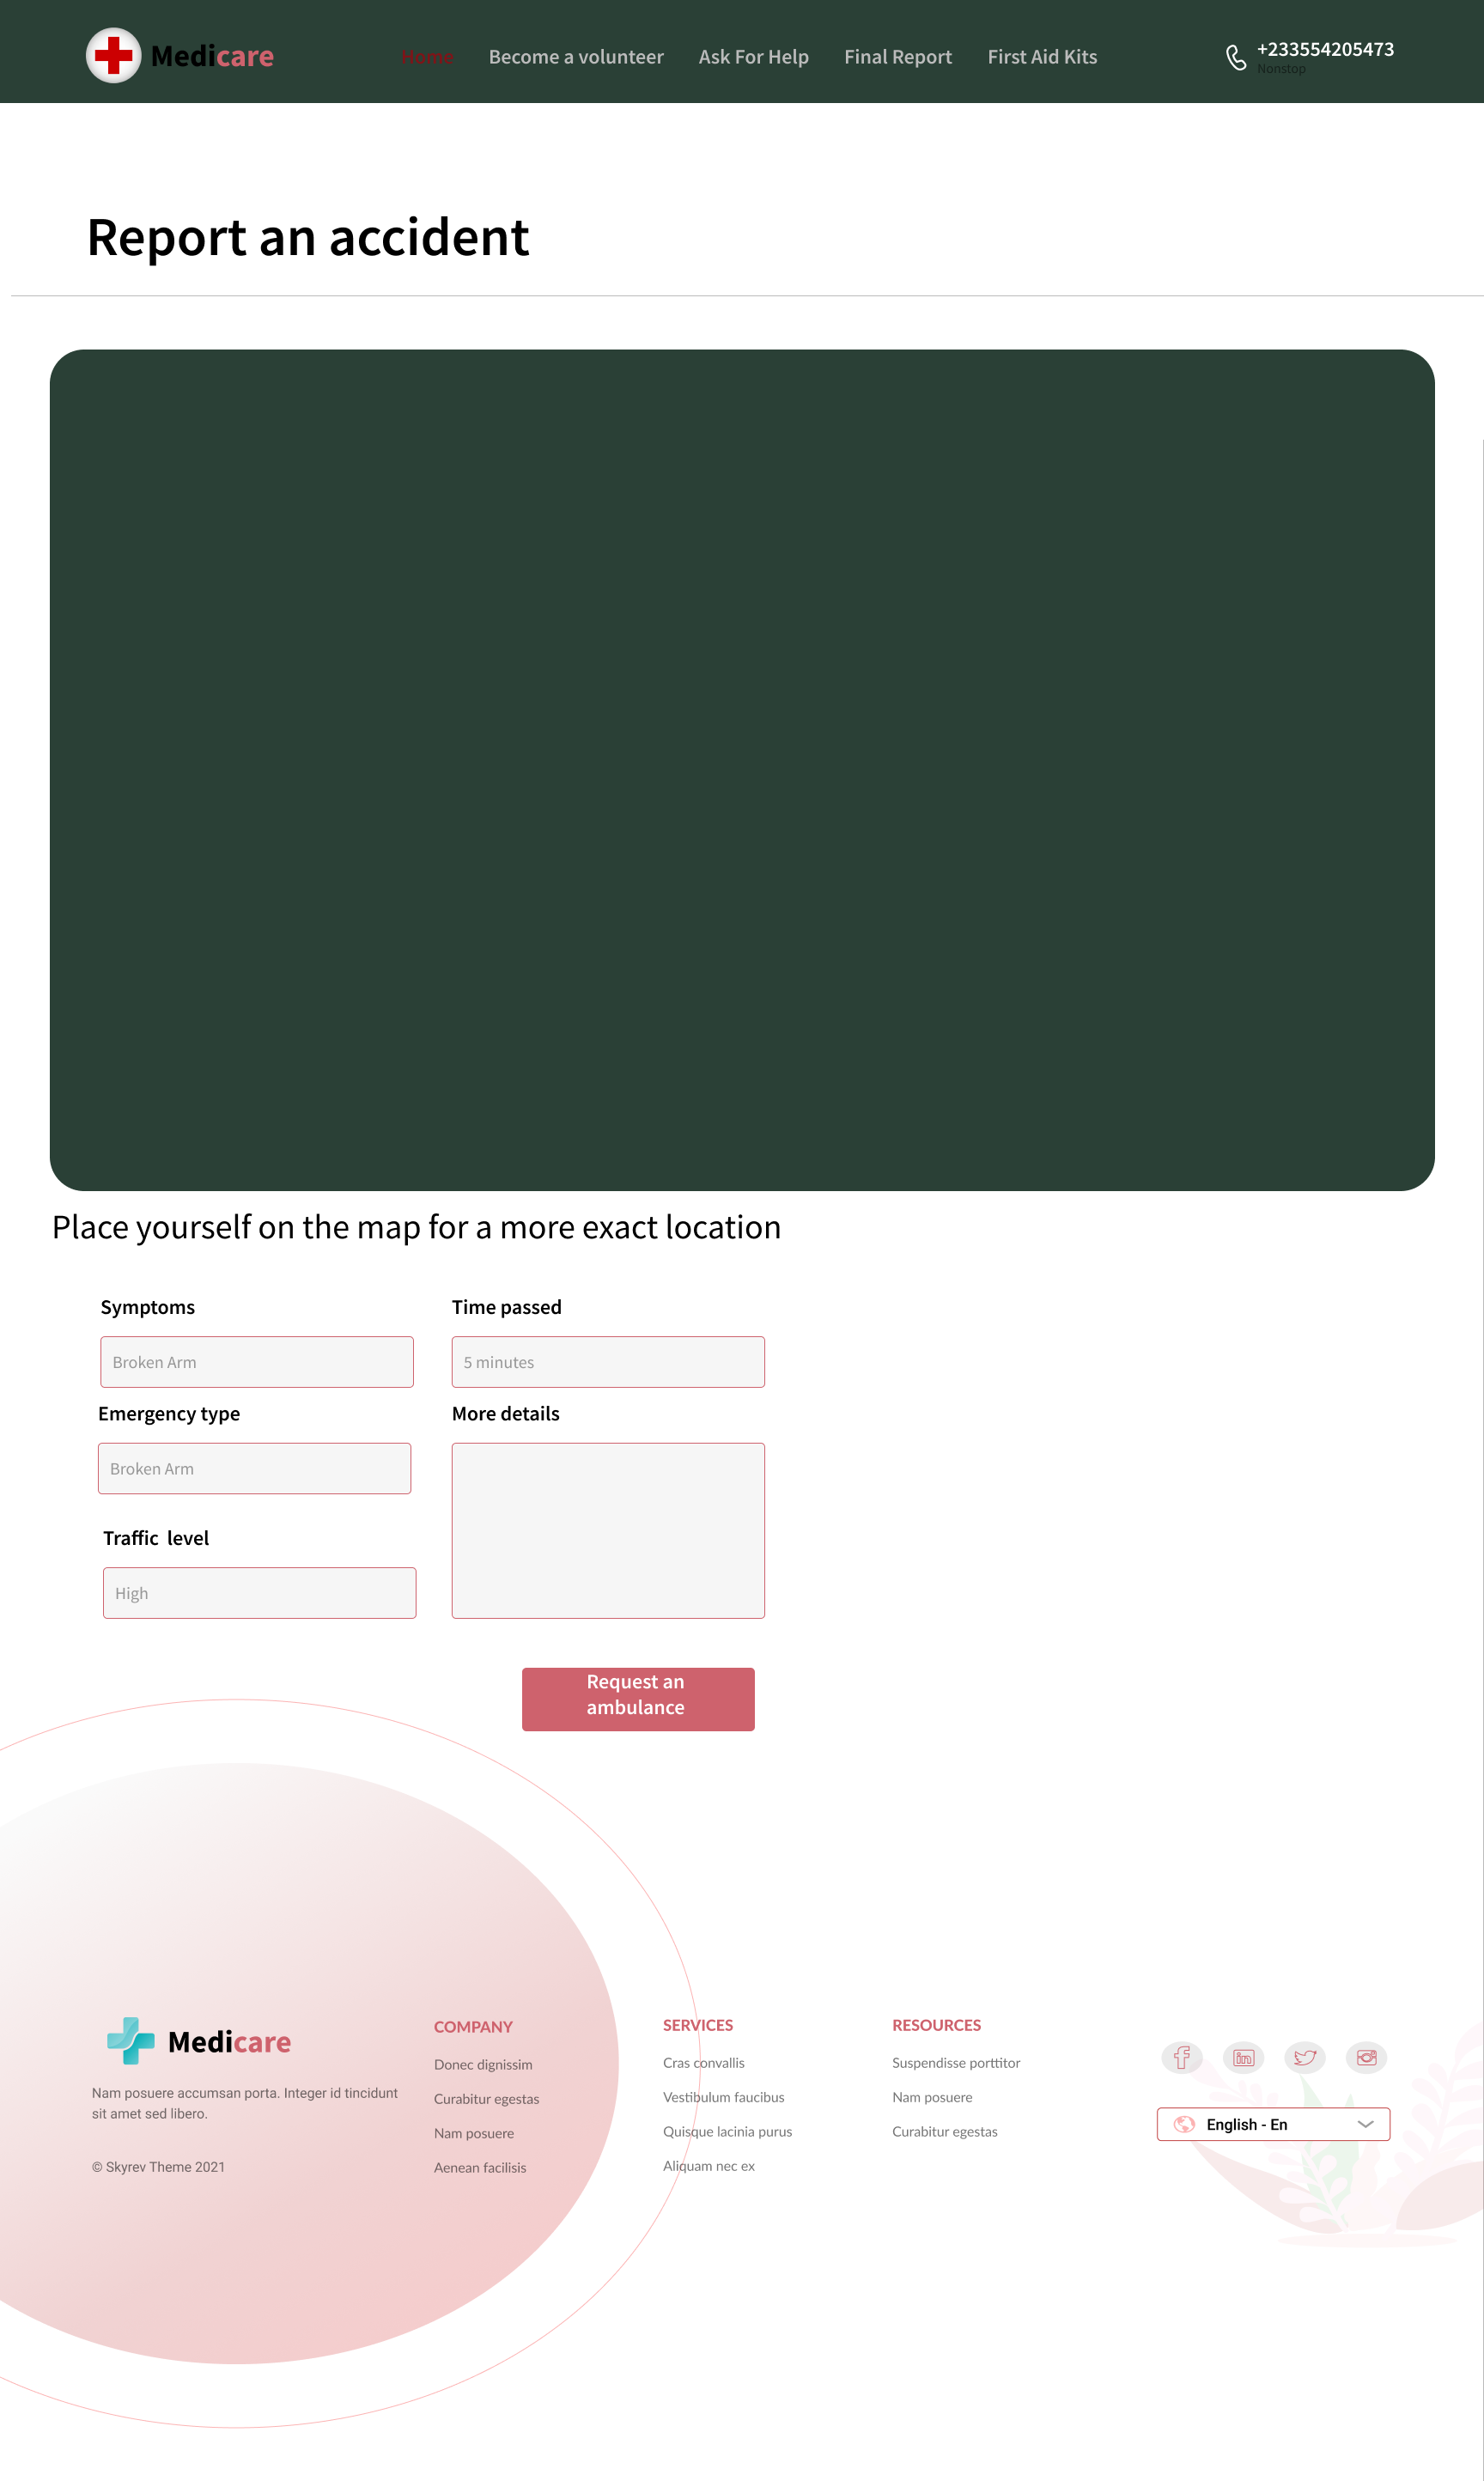 Medicare
Home
Become a volunteer
Ask For Help
Final Report
First Aid Kits
+233554205473
Nonstop
Report an accident
Place yourself on the map for a more exact location
Symptoms
Time passed
Broken Arm
5 minutes
Emergency type
More details
Broken Arm
Traffic level
High
Request an
ambulance
Medicare
Nam posuere accumsan porta. Integer id tincidunt
sit amet sed libero.
© Skyrev Theme 2021
COMPANY
Donec dignissim
Curabitur egestas
Nam posuere
Aenean facilisis
SERVICES
Cras convallis
Vestibulum faucibus
Quisque lacinia purus
Aliquam nec ex
RESOURCES
Suspendisse porttitor
Nam posuere
Curabitur egestas
English - En